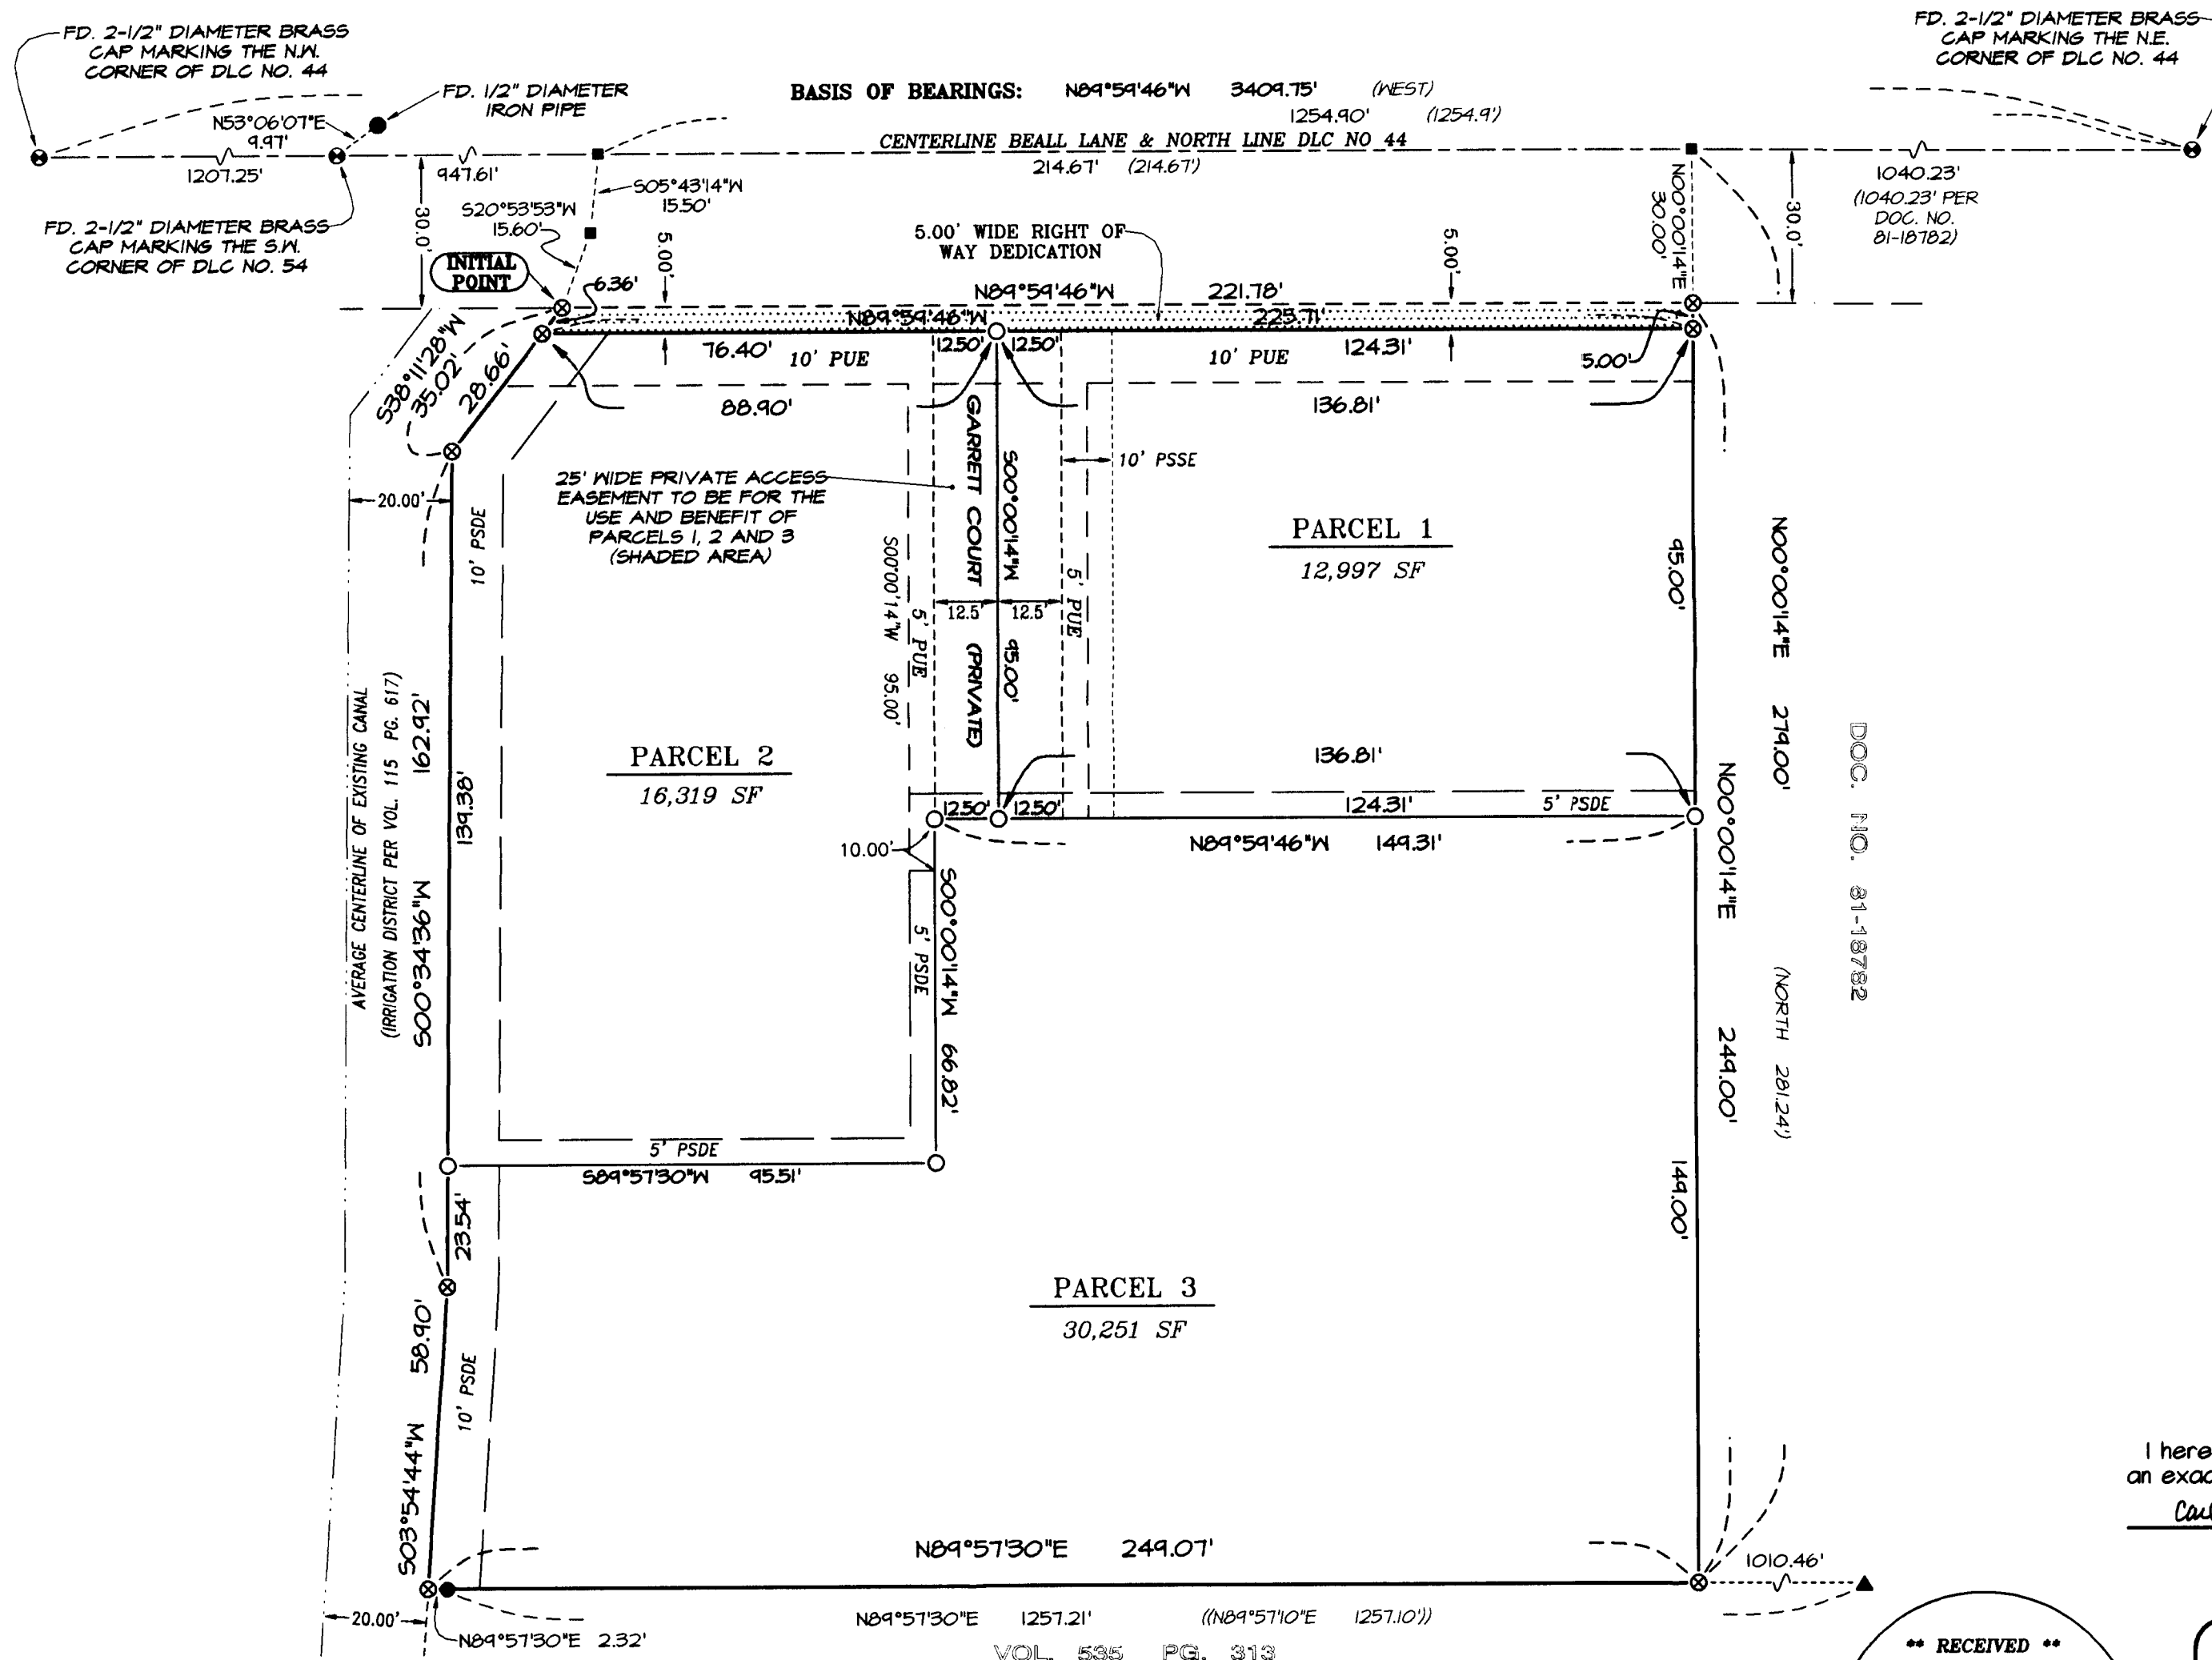 FD. 2-1/2" DIAMETER BRASS
CAP MARKING THE N.W.
CORNER OF DLC NO. 44
FD. 1/2" DIAMETER
IRON PIPE
BASIS OF BEARINGS: N89°59'46"W 3409.75' (WEST)
1254.90' (1254.9')
FD. 2-1/2" DIAMETER BRASS
CAP MARKING THE N.E.
CORNER OF DLC NO. 44
N53°06'07"E
9.97'
CENTERLINE BEALL LANE & NORTH LINE DLC NO 44
214.67' (214.67')
1207.25'
947.61'
1040.23'
(1040.23' PER
DOC. NO.
81-18782)
S05°43'14"W
15.50'
S20°53'53"W
15.60'
30.0'
FD. 2-1/2" DIAMETER BRASS
CAP MARKING THE S.W.
CORNER OF DLC NO. 54
INITIAL
POINT
6.36'
5.00'
5.00' WIDE RIGHT OF
WAY DEDICATION
5.00'
N00°00'14"E
30.00'
30.0'
N89°59'46"W 221.78'
N89°59'46"W 225.71'
S38°11'28"W
35.02'
28.66'
76.40'
10' PUE
12.50' 12.50'
10' PUE
124.31'
5.00'
88.90'
136.81'
20.00'
10' PSDE
25' WIDE PRIVATE ACCESS
EASEMENT TO BE FOR THE
USE AND BENEFIT OF
PARCELS 1, 2 AND 3
(SHADED AREA)
GARRETT COURT (PRIVATE)
S00°00'14"W 95.00'
10' PSSE
PARCEL 1
12,997 SF
95.00'
N00°00'14"E 279.00'
(NORTH 281.24')
S00°00'14"W 95.00'
5' PUE
12.5' 12.5'
5' PUE
DOC. NO. 81-18782
AVERAGE CENTERLINE OF EXISTING CANAL
(IRRIGATION DISTRICT PER VOL. 115 PG. 617)
S00°34'36"W 162.92'
139.38'
PARCEL 2
16,319 SF
136.81'
12.50' 12.50'
124.31'
5' PSDE
N89°59'46"W 149.31'
10.00'
N00°00'14"E 249.00'
5' PSDE
S00°00'14"W 66.82'
5' PSDE
S89°57'30"W 95.51'
149.00'
23.54'
PARCEL 3
30,251 SF
58.90'
S03°54'44"W
10' PSDE
I here
an exac
N89°57'30"E 249.07'
1010.46'
20.00'
N89°57'30"E 2.32'
N89°57'30"E 1257.21' ((N89°57'10"E 1257.10'))
VOL. 535 PG. 313
** RECEIVED **